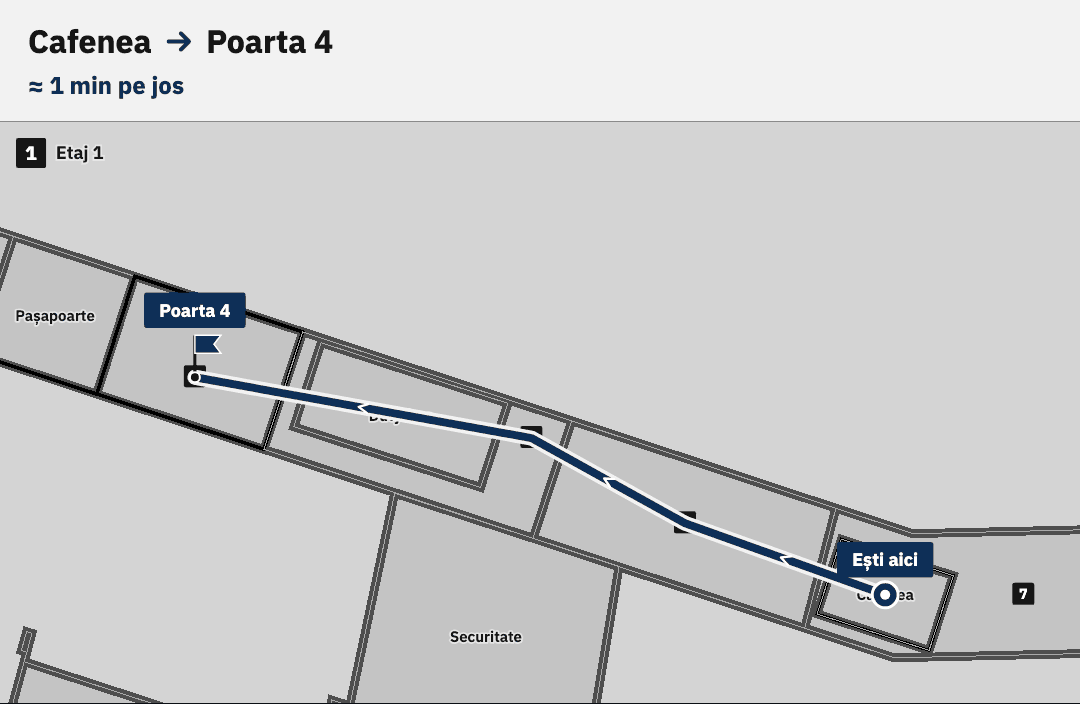 Cafenea → Poarta 4
≈ 1 min pe jos
1 Etaj 1
Pașapoarte
Poarta 4
Ești aici
7
Securitate